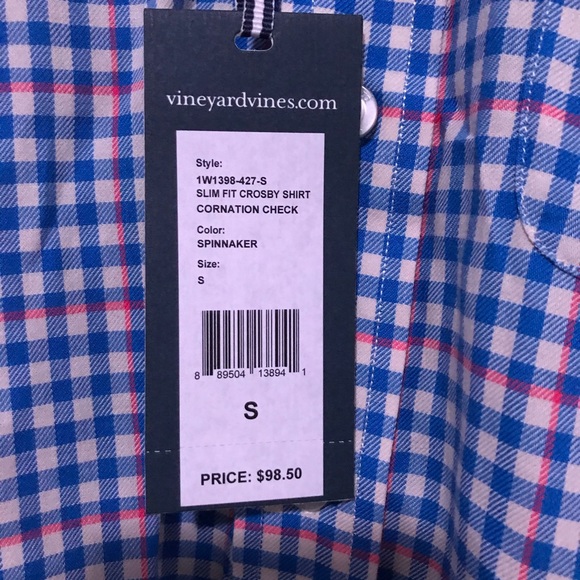 vineyardvines.com
Style:
1W1398-427-S
SLIM FIT CROSBY SHIRT
CORNATION CHECK
Color:
SPINNAKER
Size:
S
8 89504 13894 1
S
PRICE: $98.50